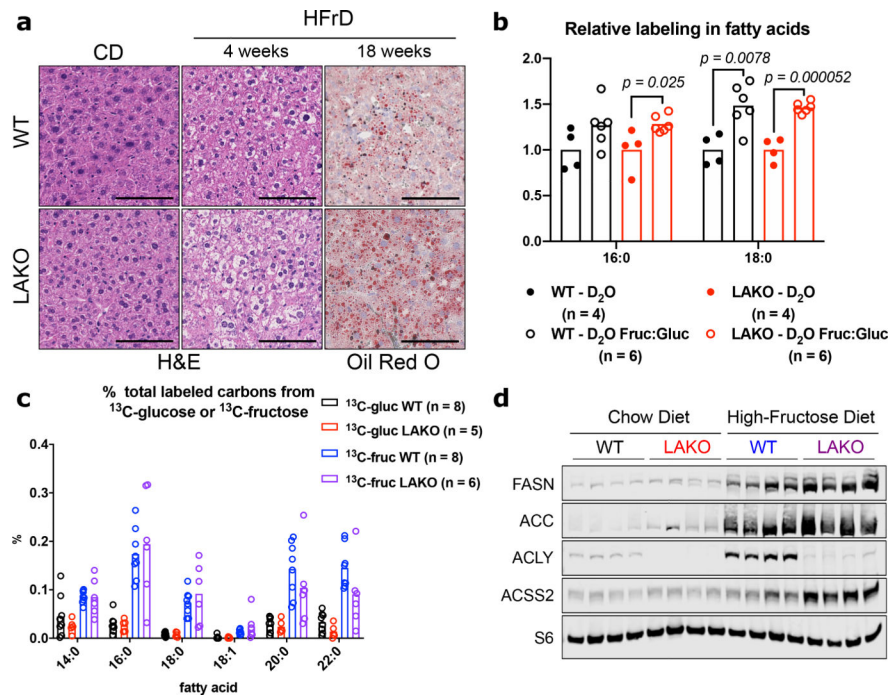 a
HFrD
CD
4 weeks
18 weeks
WT
LAKO
H&E
Oil Red O
b
Relative labeling in fatty acids
2.0
1.5
1.0
0.5
0.0
p = 0.0078
p = 0.025
p = 0.000052
16:0
18:0
WT - D₂O
(n = 4)
LAKO - D₂O
(n = 4)
WT - D₂O Fruc:Gluc
(n = 6)
LAKO - D₂O Fruc:Gluc
(n = 6)
c
% total labeled carbons from
¹³C-glucose or ¹³C-fructose
¹³C-gluc WT (n = 8)
¹³C-gluc LAKO (n = 5)
¹³C-fruc WT (n = 8)
¹³C-fruc LAKO (n = 6)
%
0.4
0.3
0.2
0.1
0.0
14:0
16:0
18:0
18:1
20:0
22:0
fatty acid
d
Chow Diet
High-Fructose Diet
WT
LAKO
WT
LAKO
FASN
ACC
ACLY
ACSS2
S6